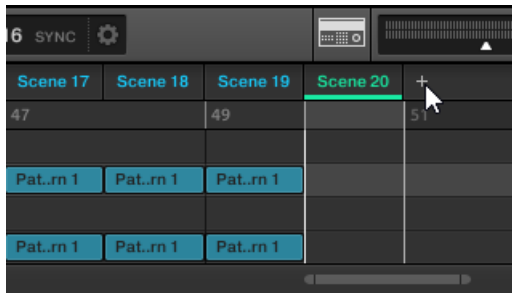 16 SYNC
Scene 17 Scene 18 Scene 19 Scene 20 +
47 49 51
Pat..rn 1 Pat..rn 1 Pat..rn 1
Pat..rn 1 Pat..rn 1 Pat..rn 1